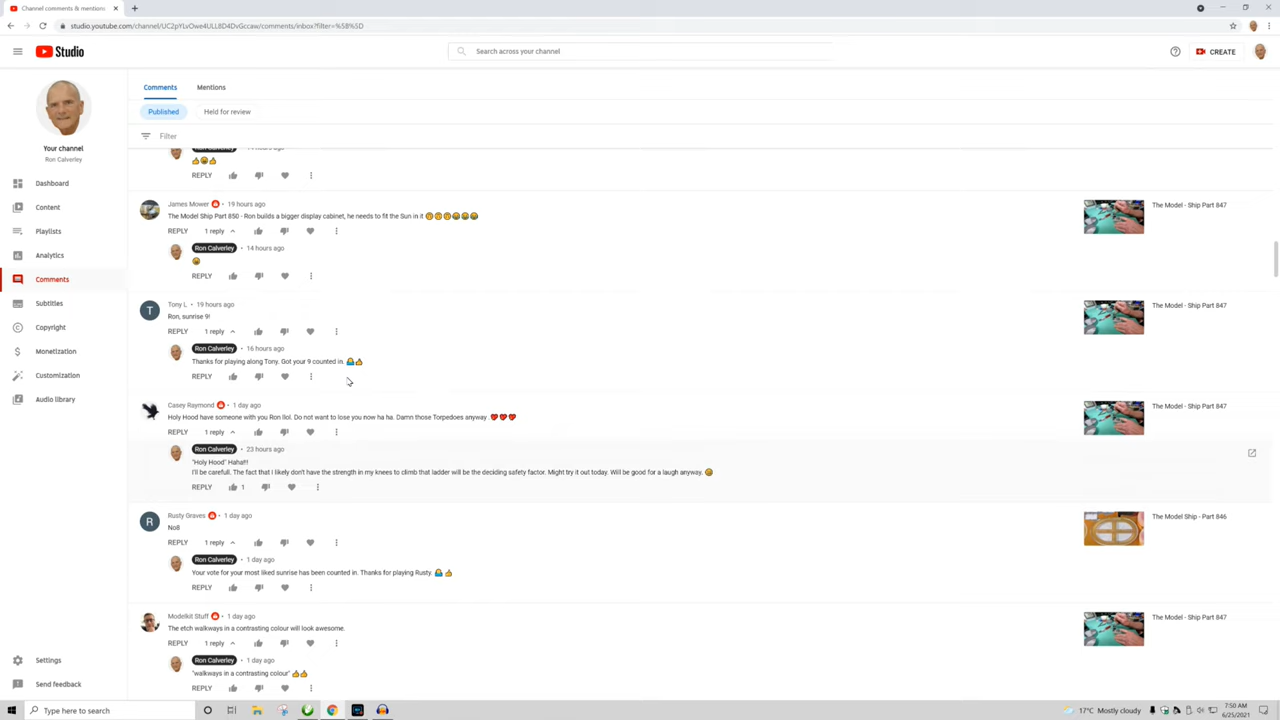 Channel comments & mentions
studio.youtube.com/channel/UC2pYLvOwe4ULL8D4DvGccaw/comments/inbox?filter=%5B%5D
Studio
Search across your channel
CREATE
Your channel
Ron Calverley
Dashboard
Content
Playlists
Analytics
Comments
Subtitles
Copyright
Monetization
Customization
Audio library
Settings
Send feedback
Comments Mentions
Published Held for review
Filter
REPLY
James Mower • 19 hours ago
The Model Ship Part 850 - Ron builds a bigger display cabinet, he needs to fit the Sun in it
The Model - Ship Part 847
REPLY 1 reply
Ron Calverley • 14 hours ago
REPLY
Tony L • 19 hours ago
Ron, sunrise 9!
The Model - Ship Part 847
REPLY 1 reply
Ron Calverley • 16 hours ago
Thanks for playing along Tony. Got your 9 counted in.
REPLY
Casey Raymond • 1 day ago
Holy Hood have someone with you Ron !lol. Do not want to lose you now ha ha. Damn those Torpedoes anyway .
The Model - Ship Part 847
REPLY 1 reply
Ron Calverley • 23 hours ago
"Holy Hood" Haha!!!
I'll be carefull. The fact that I likely don't have the strength in my knees to climb that ladder will be the deciding safety factor. Might try it out today. Will be good for a laugh anyway.
REPLY 1
Rusty Graves • 1 day ago
No8
The Model Ship - Part 846
REPLY 1 reply
Ron Calverley • 1 day ago
Your vote for your most liked sunrise has been counted in. Thanks for playing Rusty.
REPLY
Modelkit Stuff • 1 day ago
The etch walkways in a contrasting colour will look awesome.
The Model - Ship Part 847
REPLY 1 reply
Ron Calverley • 1 day ago
"walkways in a contrasting colour"
REPLY
Type here to search
17°C Mostly cloudy
7:50 AM
6/25/2021